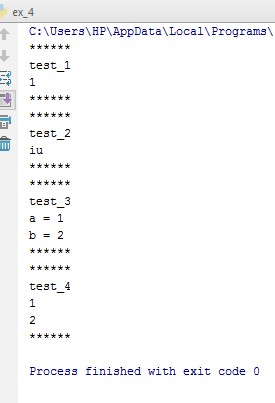 ex_4
C:\Users\HP\AppData\Local\Programs\
******
test_1
1
******
******
test_2
iu
******
******
test_3
a = 1
b = 2
******
******
test_4
1
2
******
Process finished with exit code 0